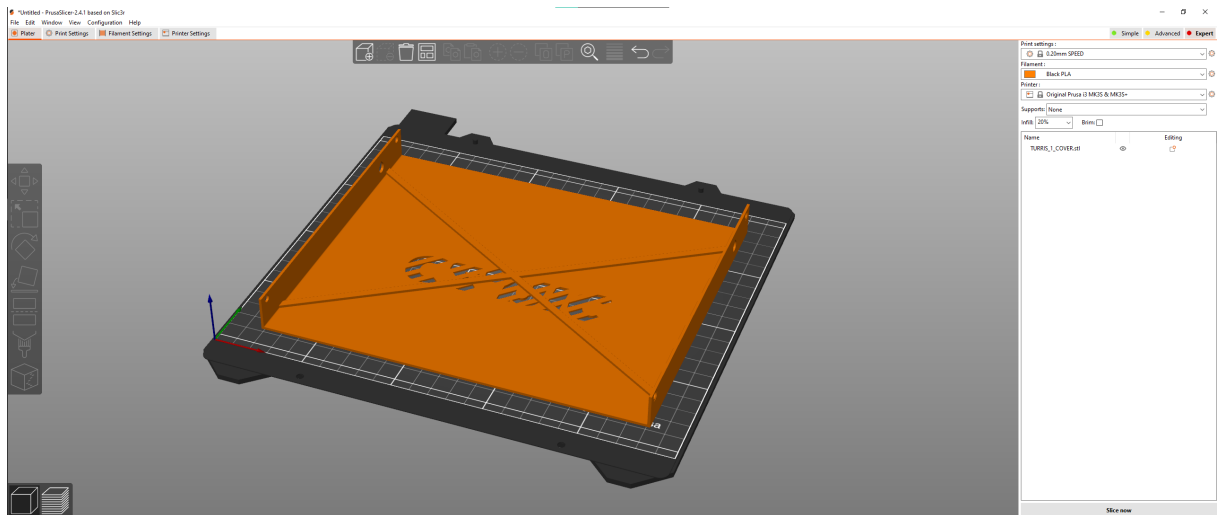 *Untitled - PrusaSlicer-2.4.1 based on Slic3r
File Edit Window View Configuration Help
Plater Print Settings Filament Settings Printer Settings
Simple Advanced Expert
Print settings :
0.20mm SPEED
Filament :
Black PLA
Printer :
Original Prusa i3 MK3S & MK3S+
Supports: None
Infill: 20% Brim:
Name Editing
TURRIS_1_COVER.stl
Slice now